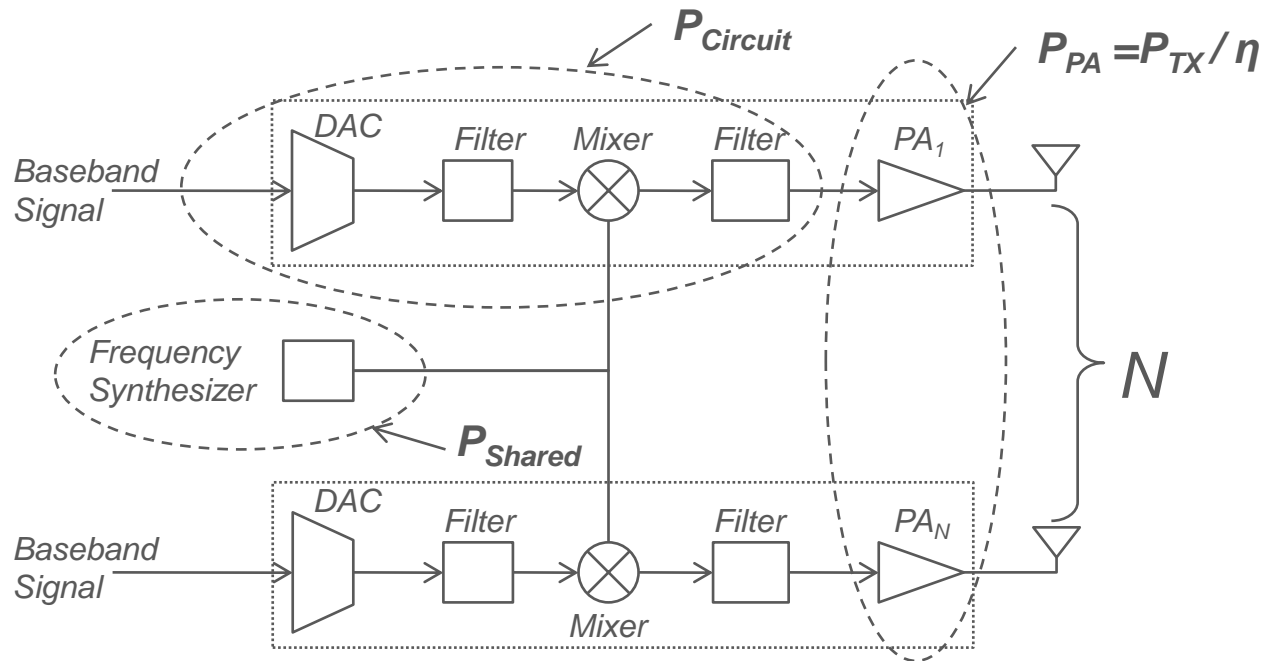 P_Circuit
P_PA = P_TX / η
DAC
Filter
Mixer
Filter
PA_1
Baseband
Signal
Frequency
Synthesizer
N
P_Shared
DAC
Filter
Filter
PA_N
Baseband
Signal
Mixer